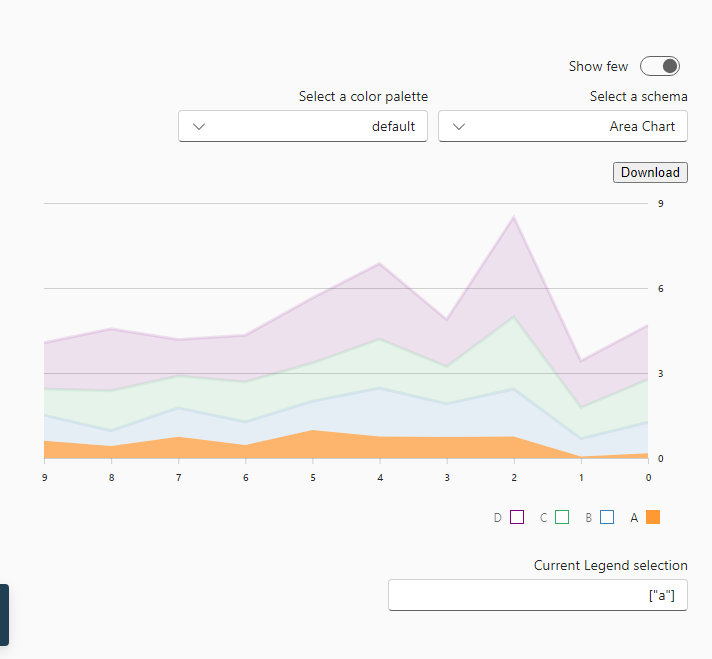 Show few
Select a schema
Area Chart
Select a color palette
default
Download
9
6
3
0
9 8 7 6 5 4 3 2 1 0
D C B A
Current Legend selection
["a"]